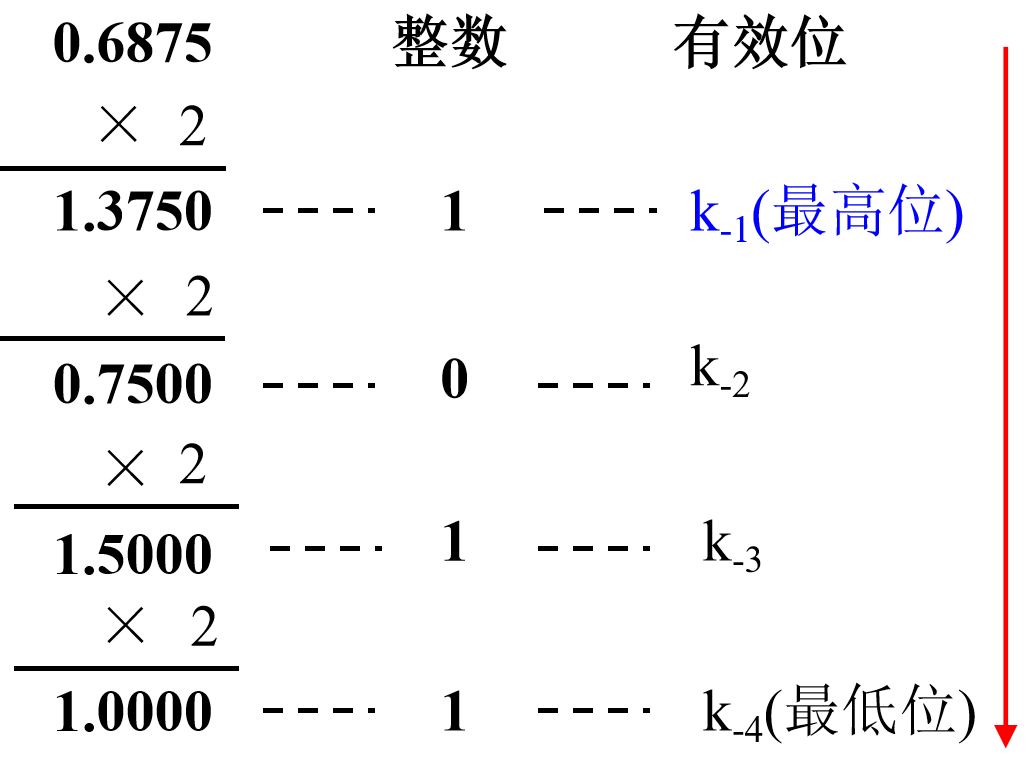 0.6875 整数 有效位
× 2
1.3750 1 k-1(最高位)
× 2
0.7500 0 k-2
× 2
1.5000 1 k-3
× 2
1.0000 1 k-4(最低位)